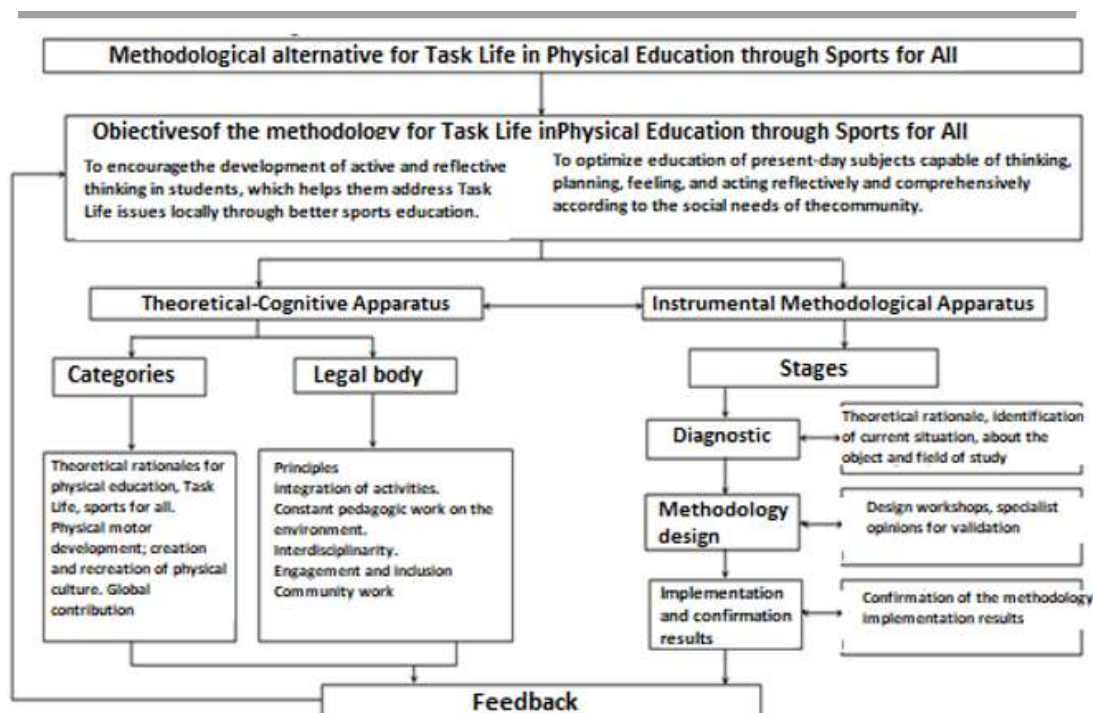 Methodological alternative for Task Life in Physical Education through Sports for All
Obiectivesof the methodology for Task Life inPhysical Education through Sports for All
To encouragethe development of active and reflective
thinking in students, which helps them address Task
Life issues locally through better sports education.
To optimize education of present-day subjects capable of thinking,
planning, feeling, and acting reflectively and comprehensively
according to the social needs of thecommunity.
Theoretical-Cognitive Apparatus
Instrumental Methodological Apparatus
Categories
Legal body
Stages
Theoretical rationales for
physical education, Task
Life, sports for all.
Physical motor
development; creation
and recreation of physical
culture. Global
contribution
Principles
Integration of activities.
Constant pedagogic work on the
environment.
Interdisciplinarity.
Engagement and inclusion
Community work
Diagnostic
Theoretical rationale, identification
of current situation, about the
object and field of study
Methodology
design
Design workshops, specialist
opinions for validation
Implementation
and confirmation
results
Confirmation of the methodology
implementation results
Feedback